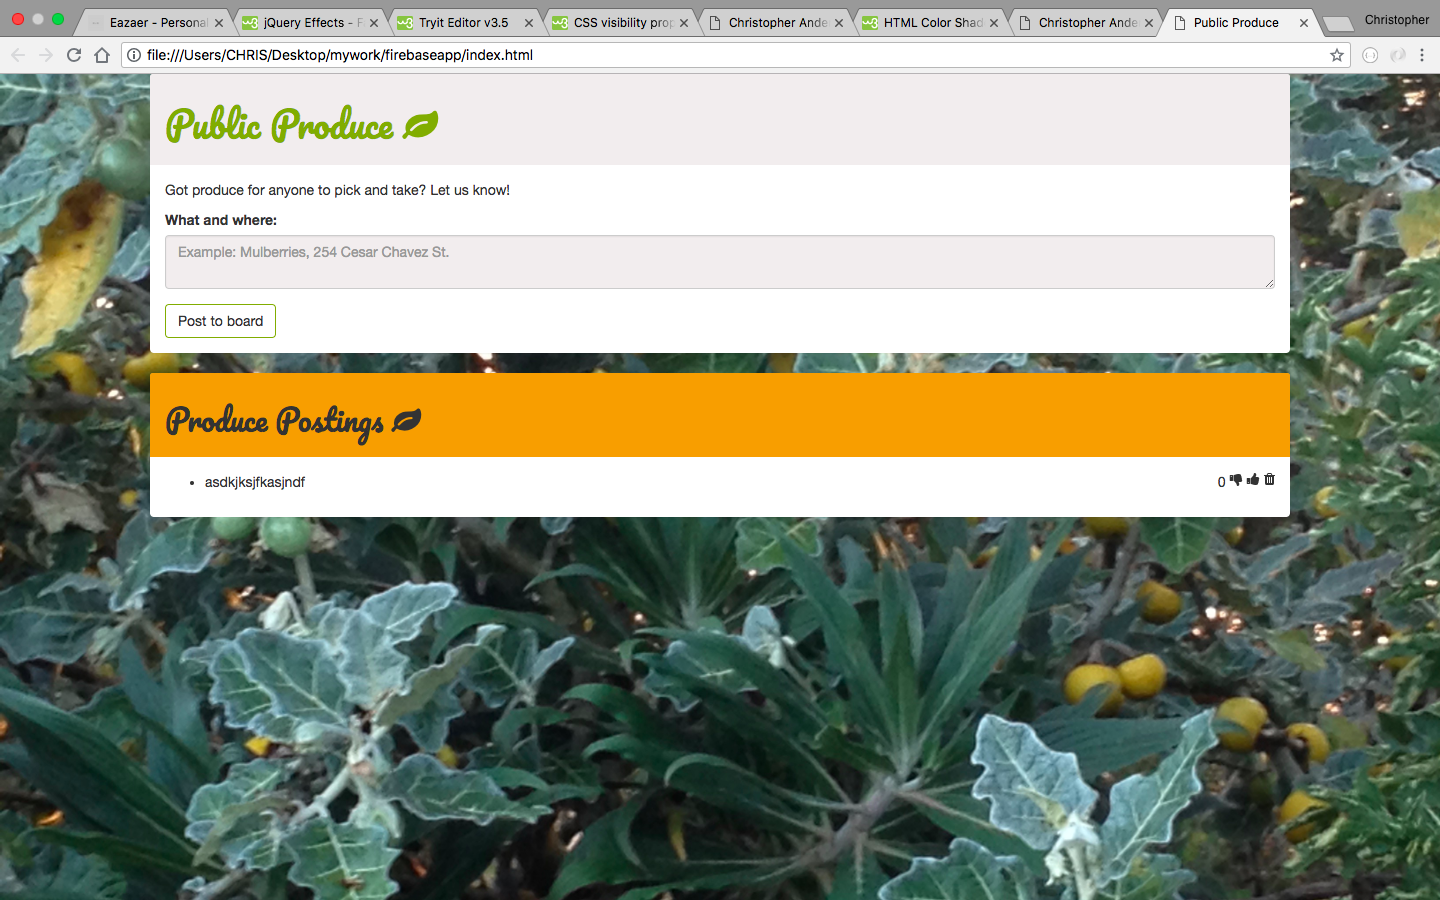 Eazaer - Personal
jQuery Effects - F
Tryit Editor v3.5
CSS visibility prop
Christopher Ande
HTML Color Shad
Christopher Ande
Public Produce
Christopher
file:///Users/CHRIS/Desktop/mywork/firebaseapp/index.html
Public Produce
Got produce for anyone to pick and take? Let us know!
What and where:
Example: Mulberries, 254 Cesar Chavez St.
Post to board
Produce Postings
asdkjksjfkasjndf 0